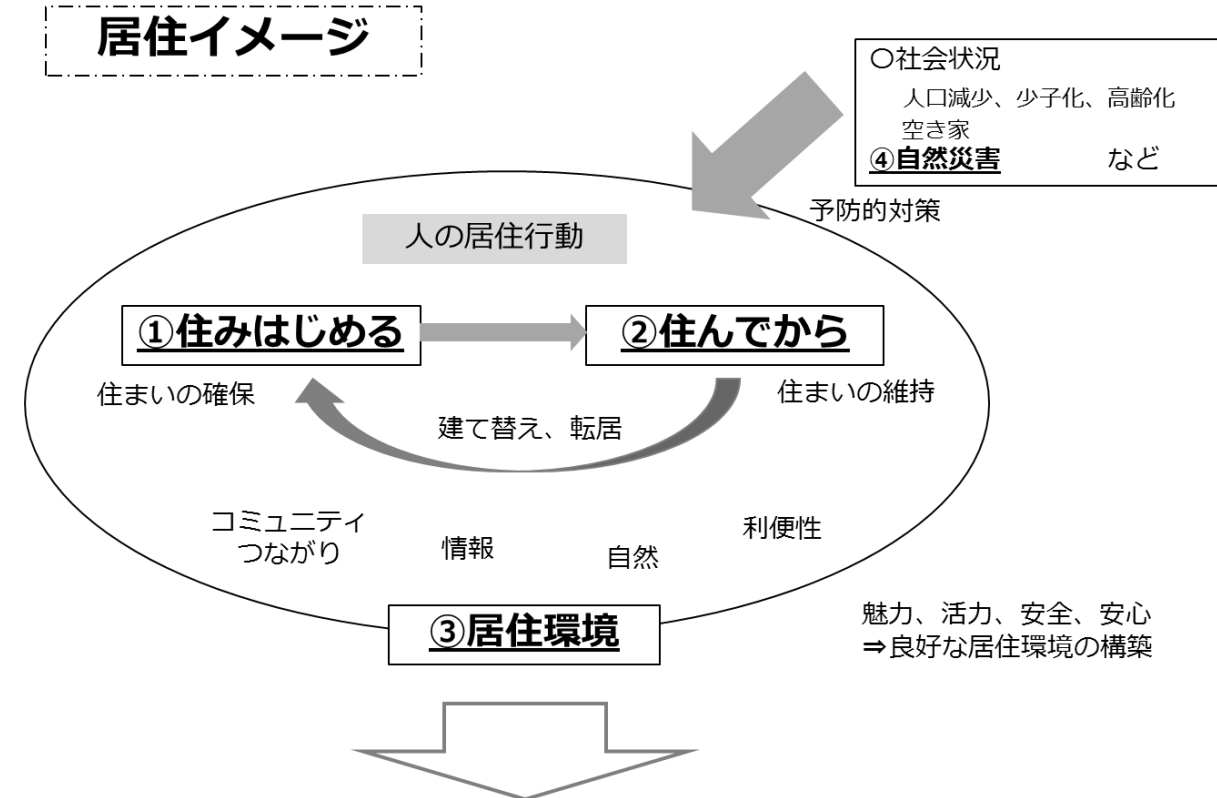 居住イメージ
〇社会状況
人口減少、少子化、高齢化
空き家
④自然災害 など
予防的対策
人の居住行動
①住みはじめる
②住んでから
住まいの確保
住まいの維持
建て替え、転居
コミュニティ
つながり
情報
自然
利便性
③居住環境
魅力、活力、安全、安心
⇒良好な居住環境の構築